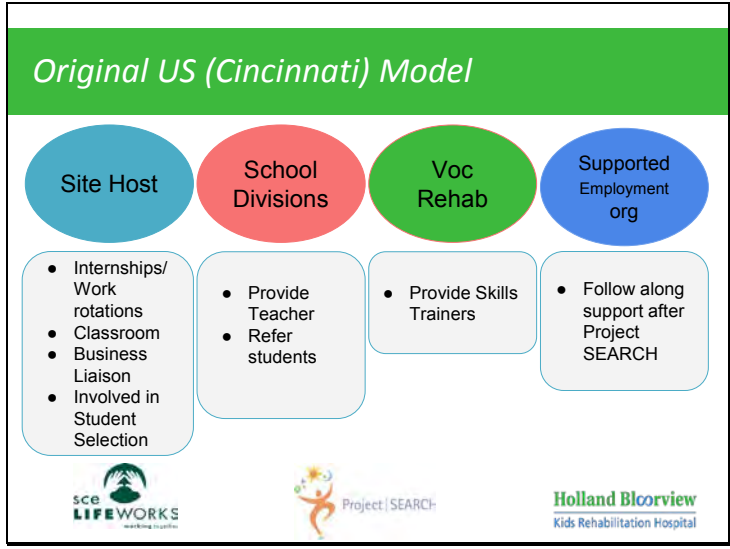 Original US (Cincinnati) Model
Site Host
School
Divisions
Voc
Rehab
Supported
Employment
org
● Internships/
Work
rotations
● Classroom
● Business
Liaison
● Involved in
Student
Selection
● Provide
Teacher
● Refer
students
● Provide Skills
Trainers
● Follow along
support after
Project
SEARCH
sce
LIFEWORKS
working together
Project | SEARCH
Holland Bloorview
Kids Rehabilitation Hospital